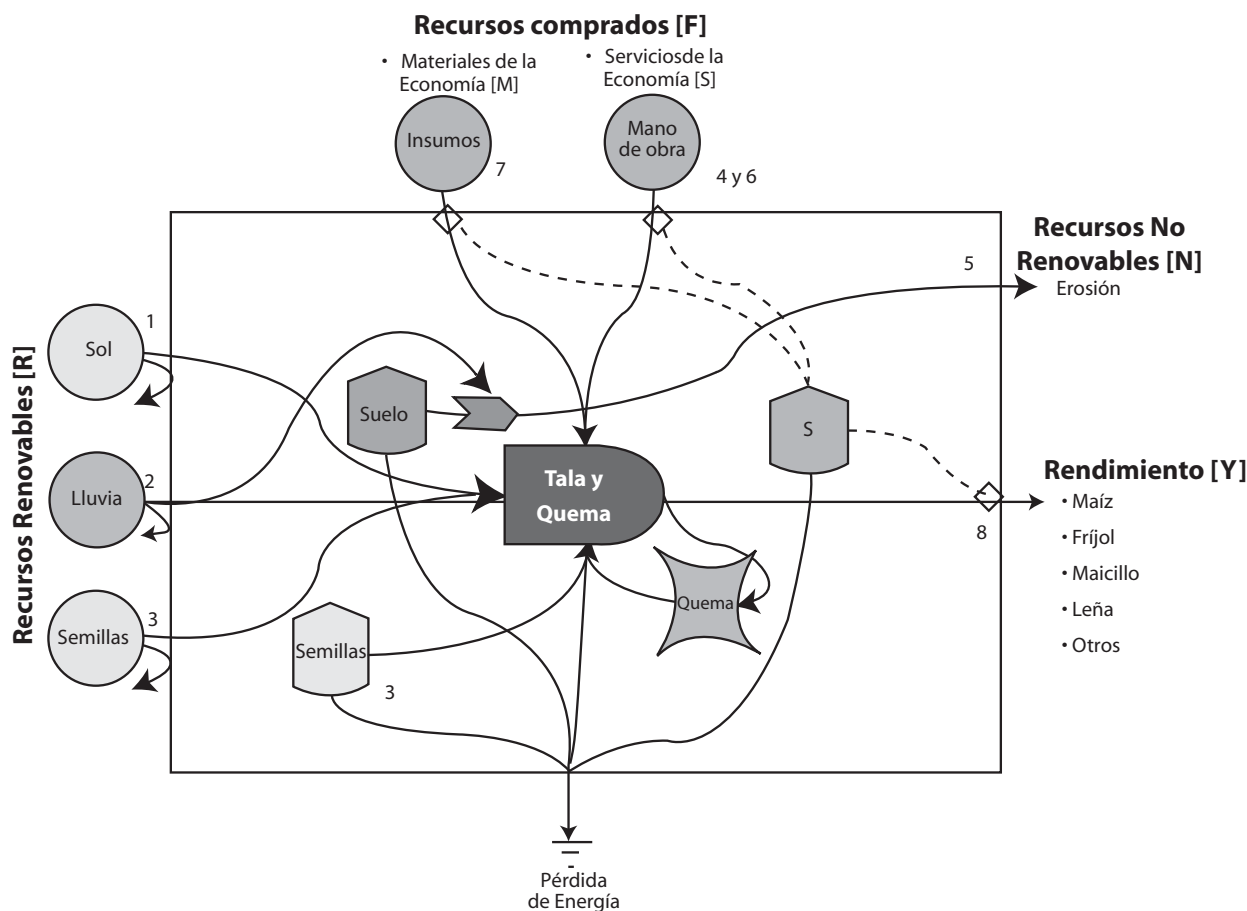 Recursos comprados [F]
• Materiales de la
Economía [M]
• Serviciosde la
Economía [S]
Insumos
7
Mano
de obra
4 y 6
Recursos No
Renovables [N]
Erosión
5
Recursos Renovables [R]
Sol
1
Suelo
S
Lluvia
2
Tala y
Quema
Rendimiento [Y]
• Maíz
• Fríjol
• Maicillo
• Leña
• Otros
8
Semillas
3
Semillas
3
Quema
Pérdida
de Energía